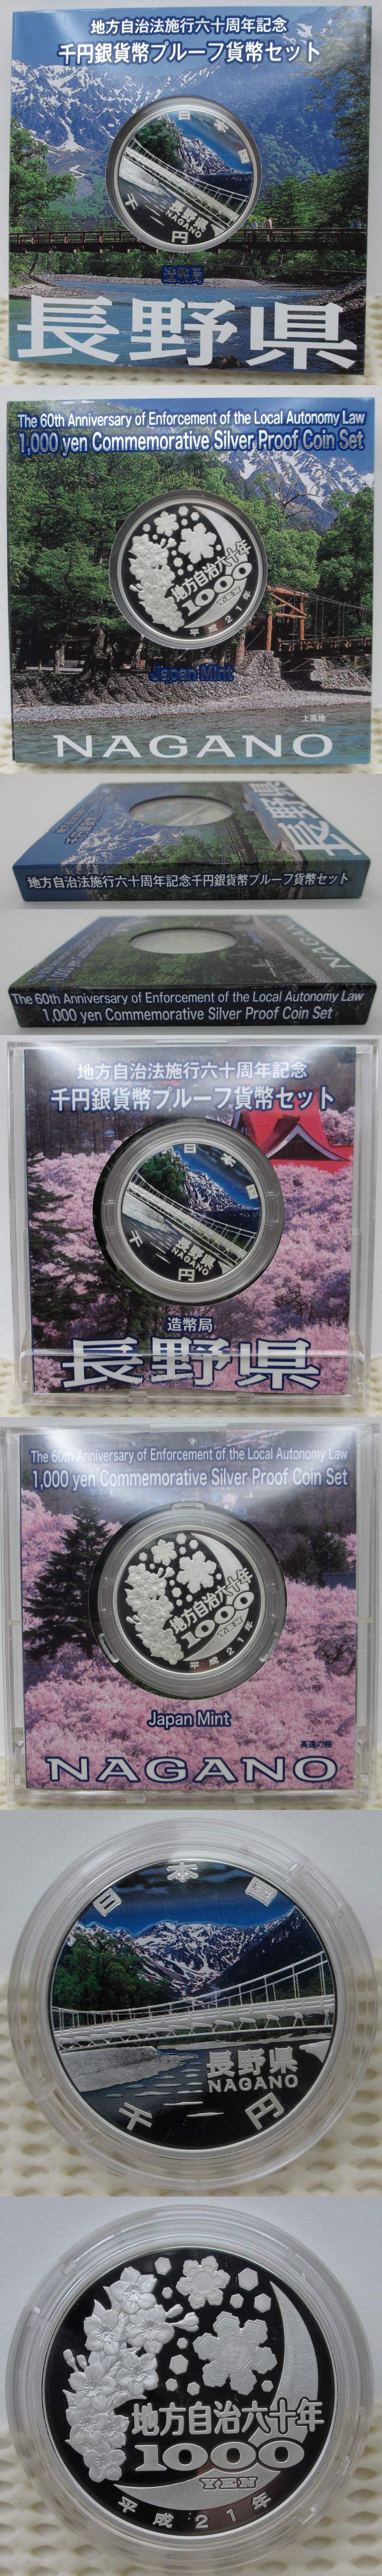 地方自治法施行六十周年記念
千円銀貨幣プルーフ貨幣セット
日本国
長野県
NAGANO
千円
造幣局
長野県
The 60th Anniversary of Enforcement of the Local Autonomy Law
1,000 yen Commemorative Silver Proof Coin Set
地方自治六十年
1000
YEN
平成21年
Japan Mint
上高地
NAGANO
長野県
地方自治法施行六十周年記念千円銀貨幣プルーフ貨幣セット
NAGANO
The 60th Anniversary of Enforcement of the Local Autonomy Law
1,000 yen Commemorative Silver Proof Coin Set
地方自治法施行六十周年記念
千円銀貨幣プルーフ貨幣セット
日本国
長野県
NAGANO
千円
造幣局
長野県
The 60th Anniversary of Enforcement of the Local Autonomy Law
1,000 yen Commemorative Silver Proof Coin Set
地方自治六十年
1000
YEN
平成21年
Japan Mint
高遠の桜
NAGANO
日本国
長野県
NAGANO
千円
地方自治六十年
1000
YEN
平成21年